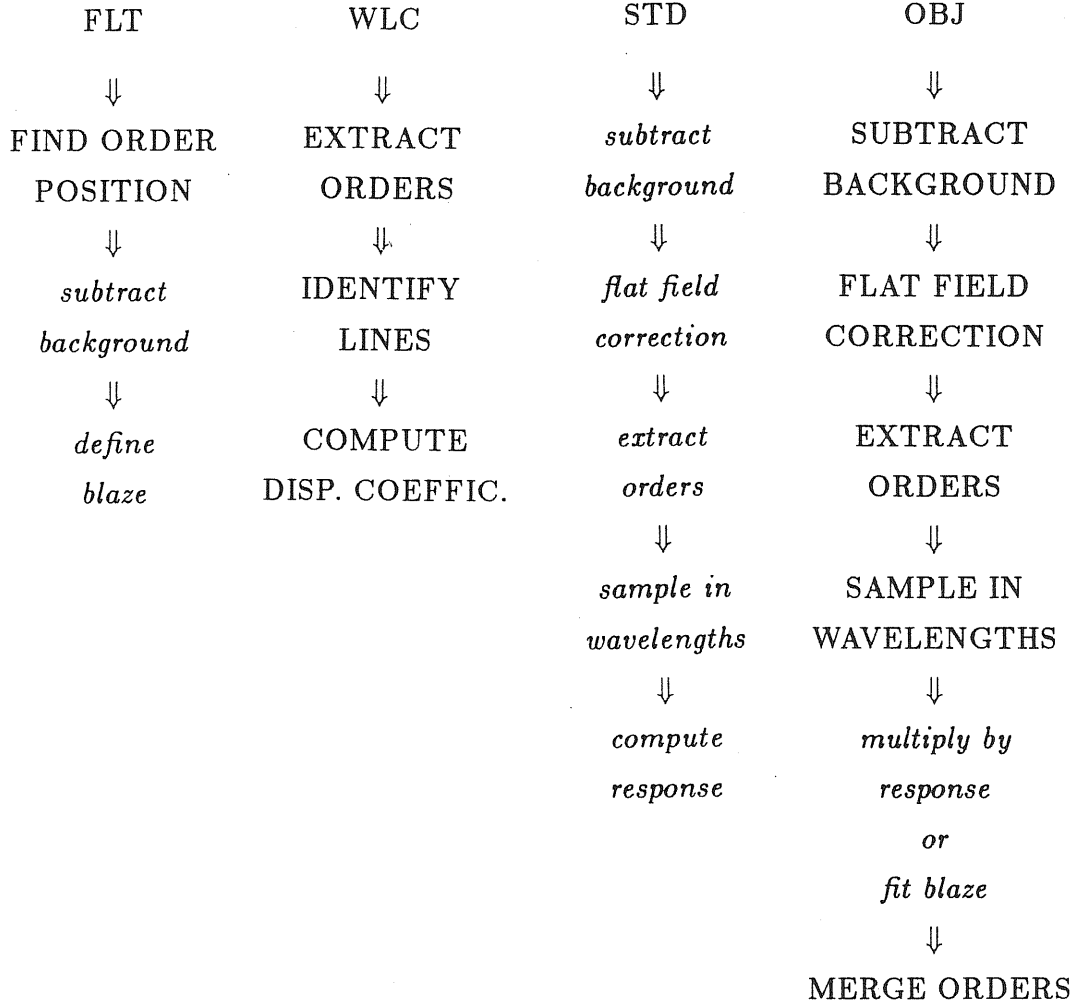 FLT
⇓
FIND ORDER
POSITION
⇓
subtract
background
⇓
define
blaze
WLC
⇓
EXTRACT
ORDERS
⇓
IDENTIFY
LINES
⇓
COMPUTE
DISP. COEFFIC.
STD
⇓
subtract
background
⇓
flat field
correction
⇓
extract
orders
⇓
sample in
wavelengths
⇓
compute
response
OBJ
⇓
SUBTRACT
BACKGROUND
⇓
FLAT FIELD
CORRECTION
⇓
EXTRACT
ORDERS
⇓
SAMPLE IN
WAVELENGTHS
⇓
multiply by
response
or
fit blaze
⇓
MERGE ORDERS